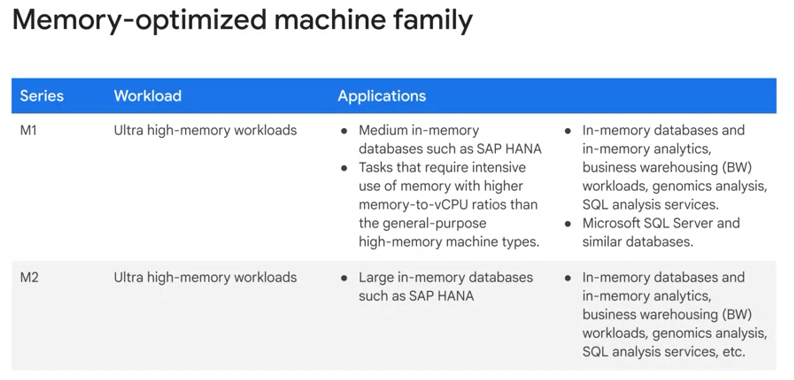 Memory-optimized machine family
Series Workload Applications
M1 Ultra high-memory workloads
● Medium in-memory
databases such as SAP HANA
● Tasks that require intensive
use of memory with higher
memory-to-vCPU ratios than
the general-purpose
high-memory machine types.
● In-memory databases and
in-memory analytics,
business warehousing (BW)
workloads, genomics analysis,
SQL analysis services.
● Microsoft SQL Server and
similar databases.
M2 Ultra high-memory workloads
● Large in-memory databases
such as SAP HANA
● In-memory databases and
in-memory analytics,
business warehousing (BW)
workloads, genomics analysis,
SQL analysis services, etc.